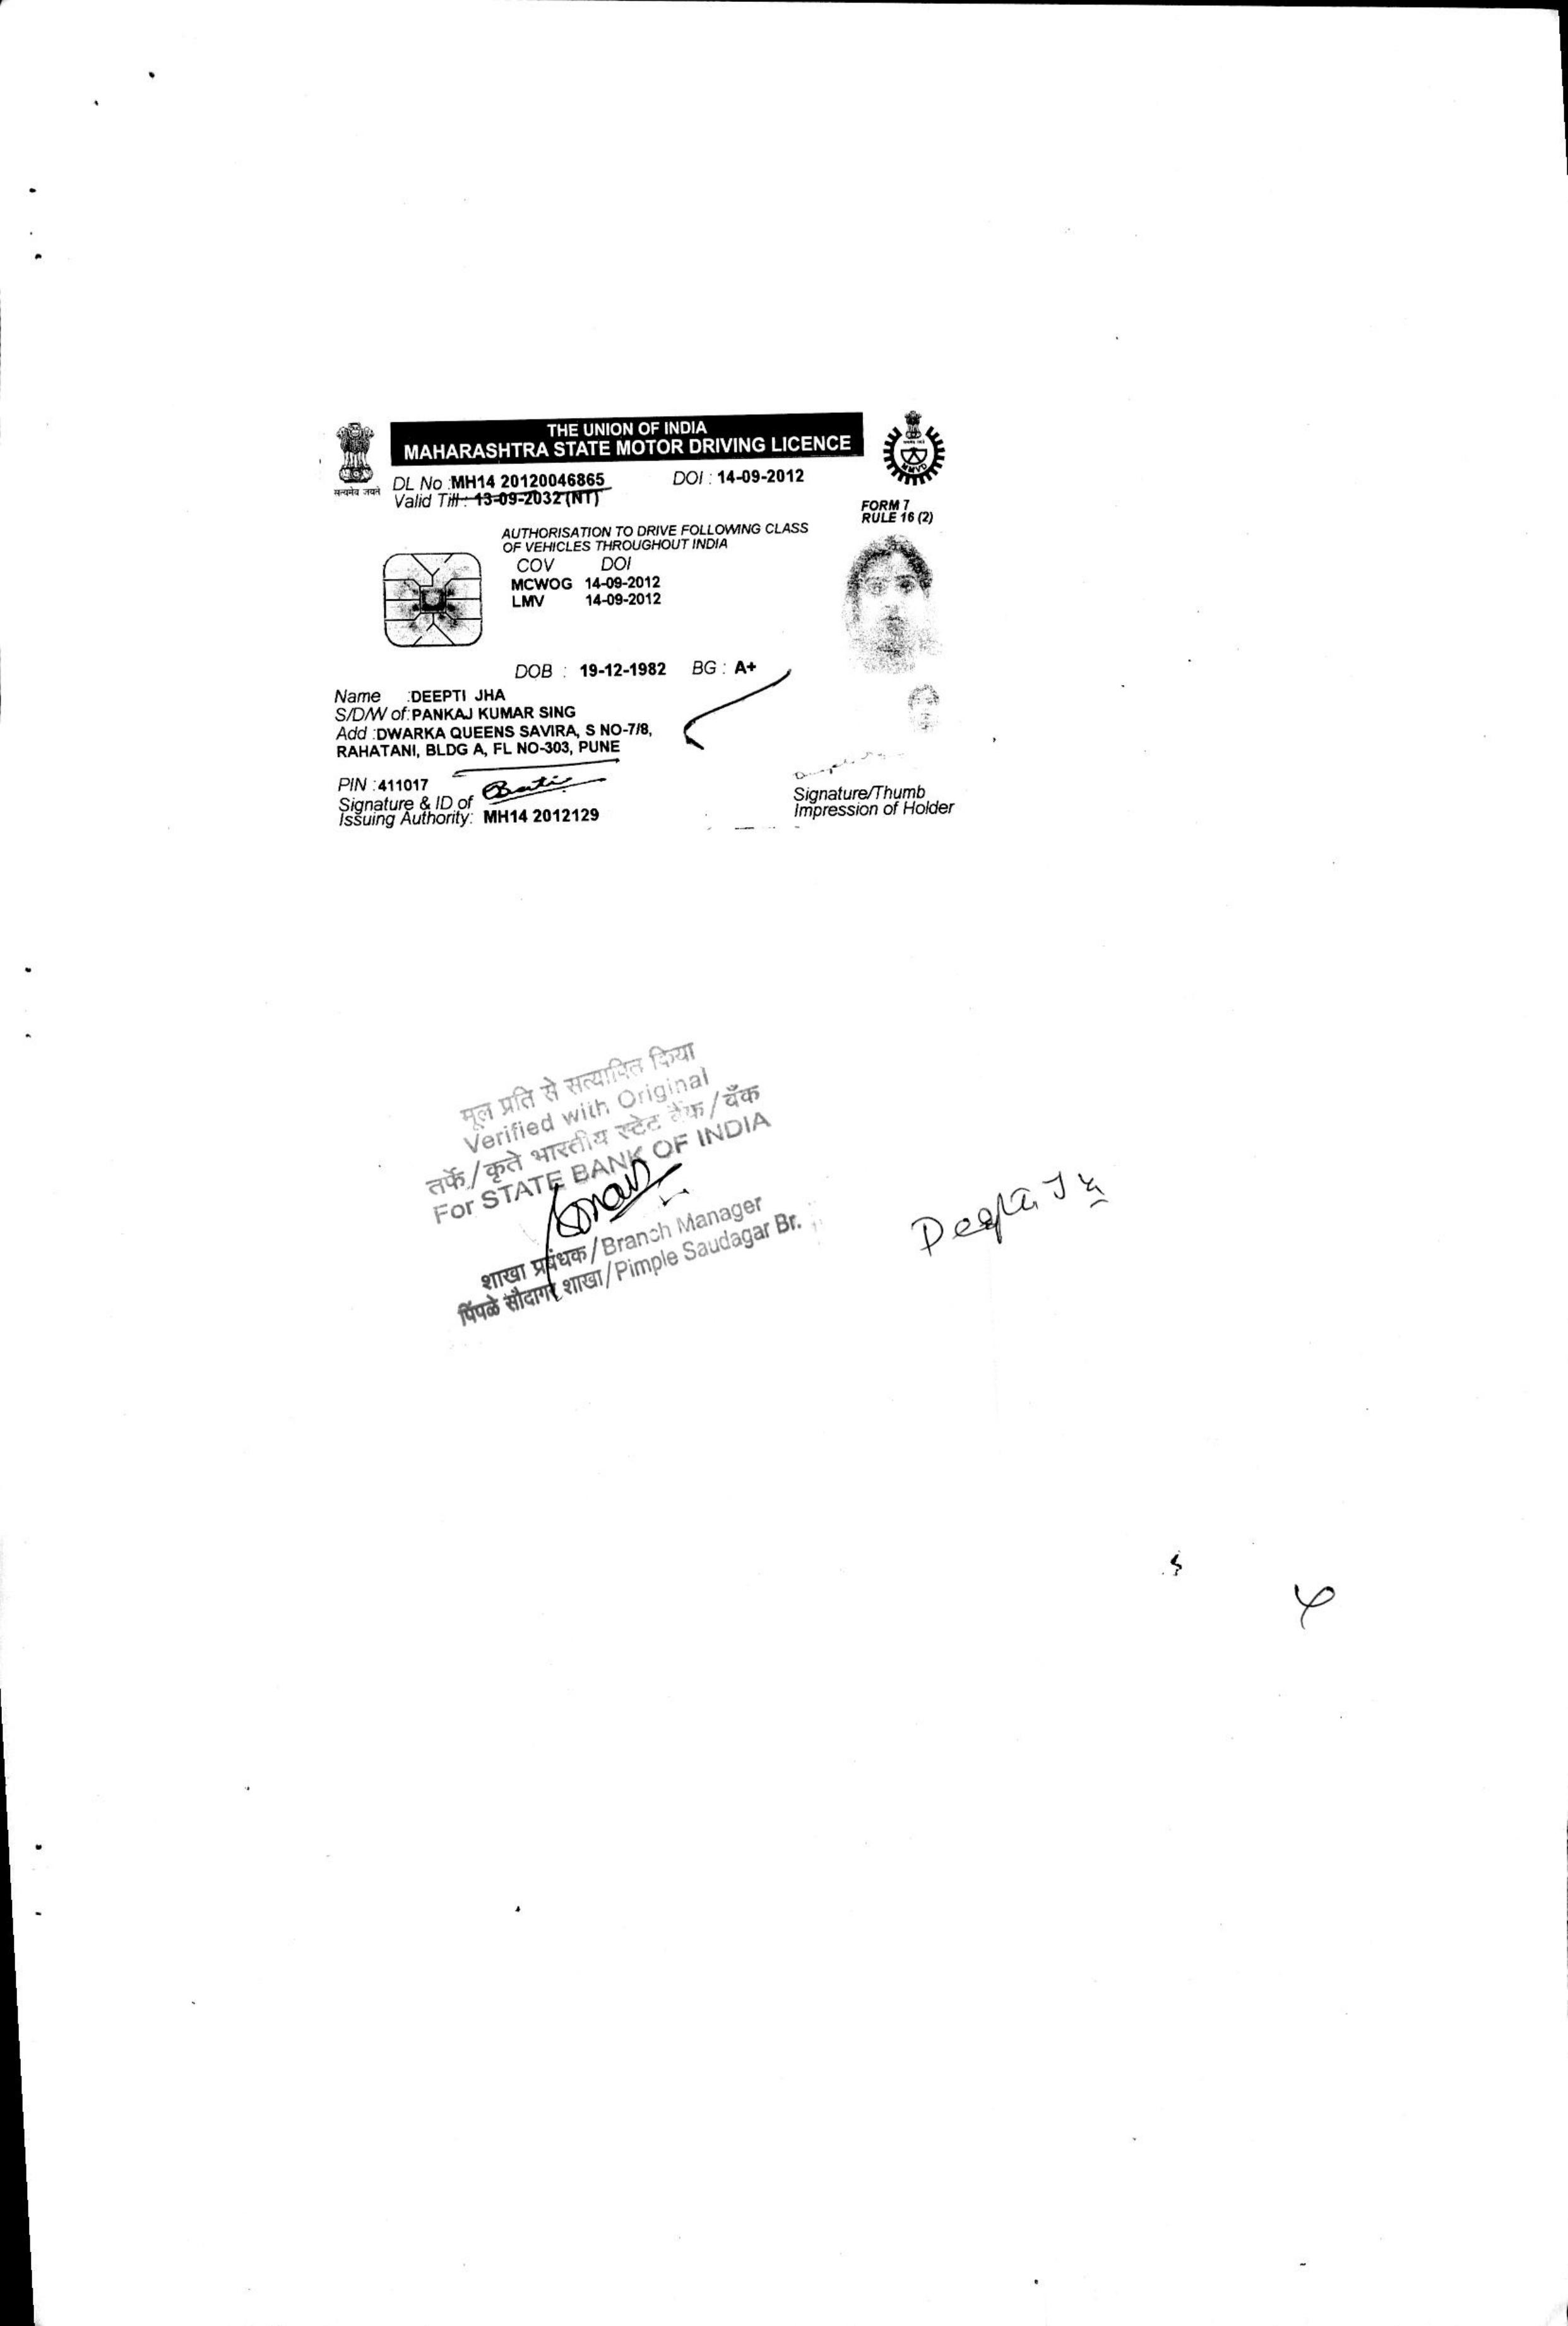 THE UNION OF INDIA
MAHARASHTRA STATE MOTOR DRIVING LICENCE
सत्यमेव जयते
DL No :MH14 20120046865 DOI : 14-09-2012
Valid Till : 13-09-2032 (NT)
FORM 7
RULE 16 (2)
AUTHORISATION TO DRIVE FOLLOWING CLASS
OF VEHICLES THROUGHOUT INDIA
COV DOI
MCWOG 14-09-2012
LMV 14-09-2012
DOB : 19-12-1982 BG : A+
Name :DEEPTI JHA
S/D/W of:PANKAJ KUMAR SING
Add :DWARKA QUEENS SAVIRA, S NO-7/8,
RAHATANI, BLDG A, FL NO-303, PUNE
PIN :411017
Signature & ID of
Issuing Authority: MH14 2012129
Signature/Thumb
Impression of Holder
मूल प्रति से सत्यापित किया
Verified with Original
तर्फे/कृते भारतीय स्टेट बैंक/बँक
For STATE BANK OF INDIA
शाखा प्रबंधक/Branch Manager
पिंपळे सौदागर शाखा/Pimple Saudagar Br.